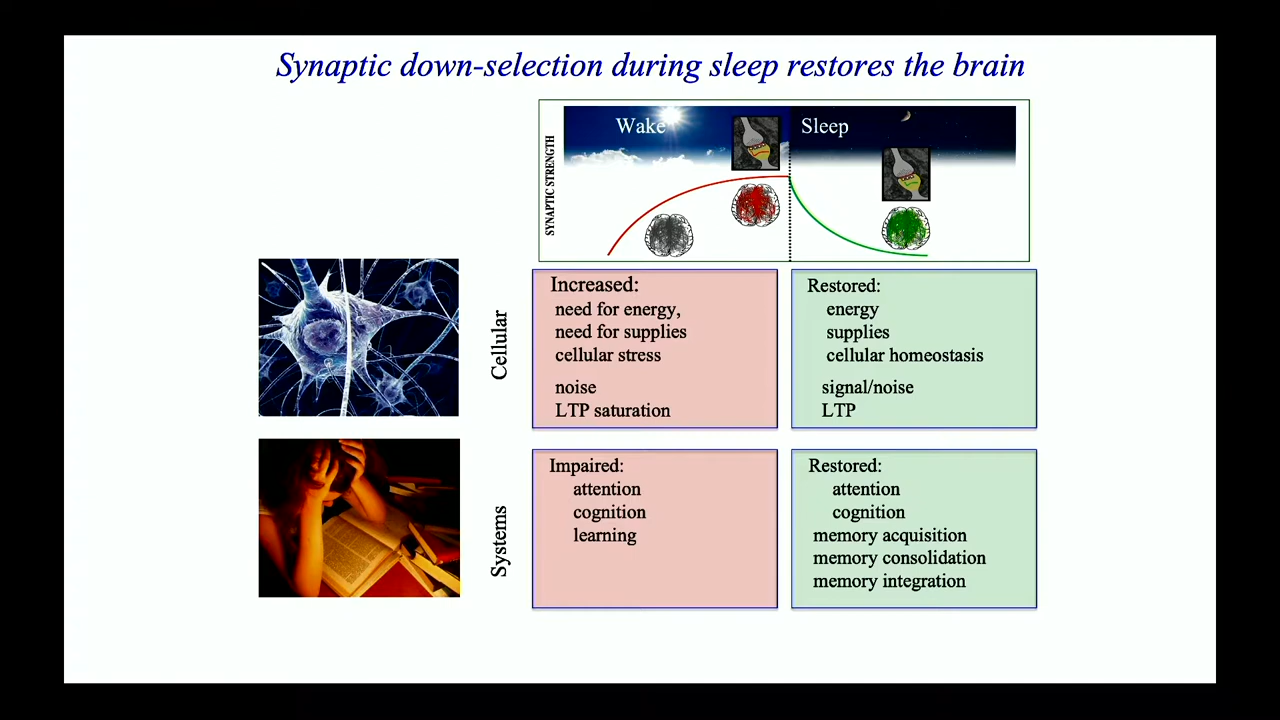 Synaptic down-selection during sleep restores the brain
SYNAPTIC STRENGTH
Wake
Sleep
Cellular
Increased:
need for energy,
need for supplies
cellular stress
noise
LTP saturation
Restored:
energy
supplies
cellular homeostasis
signal/noise
LTP
Systems
Impaired:
attention
cognition
learning
Restored:
attention
cognition
memory acquisition
memory consolidation
memory integration